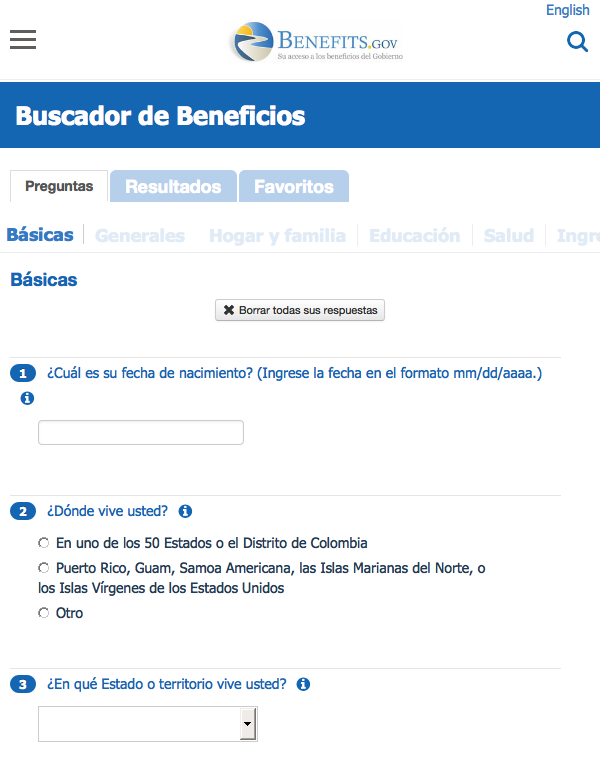 English
BENEFITS.GOV
Su acceso a los beneficios del Gobierno
Buscador de Beneficios
Preguntas Resultados Favoritos
Básicas Generales Hogar y familia Educación Salud Ingre
Básicas
Borrar todas sus respuestas
1 ¿Cuál es su fecha de nacimiento? (Ingrese la fecha en el formato mm/dd/aaaa.)
2 ¿Dónde vive usted?
En uno de los 50 Estados o el Distrito de Colombia
Puerto Rico, Guam, Samoa Americana, las Islas Marianas del Norte, o
los Islas Vírgenes de los Estados Unidos
Otro
3 ¿En qué Estado o territorio vive usted?